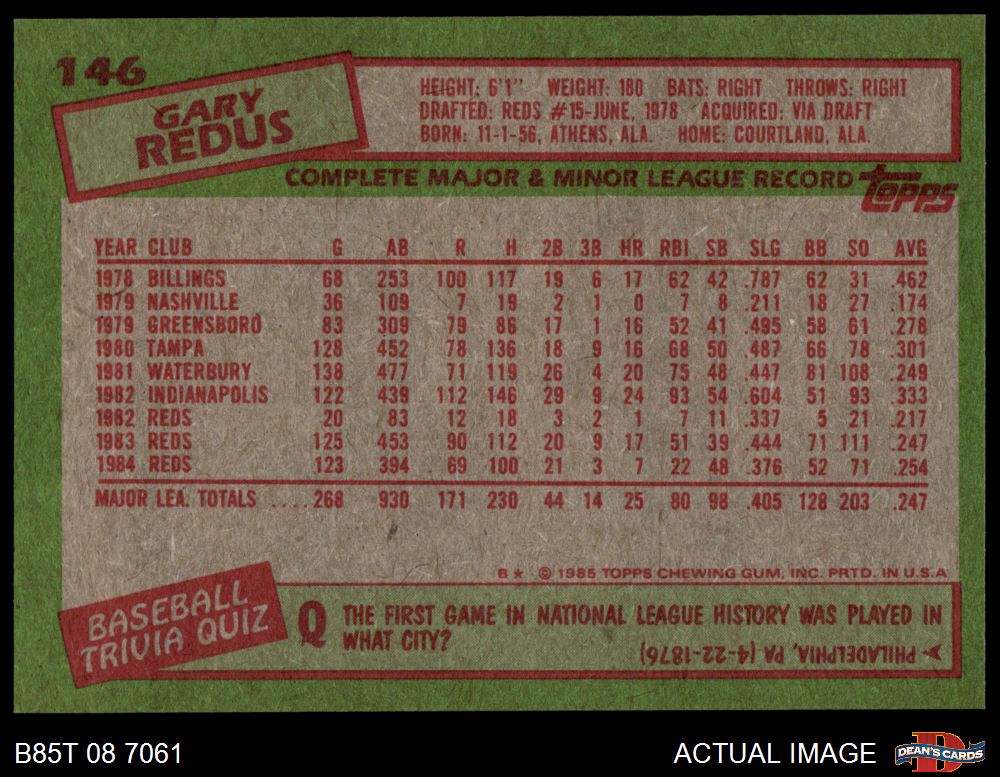 146
GARY
REDUS
HEIGHT: 6'1" WEIGHT: 180 BATS: RIGHT THROWS: RIGHT
DRAFTED: REDS #15-JUNE, 1978 ACQUIRED: VIA DRAFT
BORN: 11-1-56, ATHENS, ALA. HOME: COURTLAND, ALA.
COMPLETE MAJOR & MINOR LEAGUE RECORD topps
YEAR CLUB G AB R H 2B 3B HR RBI SB SLG BB SO AVG
1978 BILLINGS 68 253 100 117 19 6 17 62 42 .787 62 31 .462
1979 NASHVILLE 36 109 7 19 2 1 0 7 8 .211 18 27 .174
1979 GREENSBORO 83 309 79 86 17 1 16 52 41 .495 58 61 .278
1980 TAMPA 128 452 78 136 18 9 16 68 50 .487 66 78 .301
1981 WATERBURY 138 477 71 119 26 4 20 75 48 .447 81 108 .249
1982 INDIANAPOLIS 122 439 112 146 29 9 24 93 54 .604 51 93 .333
1982 REDS 20 83 12 18 3 2 1 7 11 .337 5 21 .217
1983 REDS 125 453 90 112 20 9 17 51 39 .444 71 111 .247
1984 REDS 123 394 69 100 21 3 7 22 48 .376 52 71 .254
MAJOR LEA. TOTALS .... 268 930 171 230 44 14 25 80 98 .405 128 203 .247
B★ © 1985 TOPPS CHEWING GUM, INC. PRTD. IN U.S.A
BASEBALL
TRIVIA QUIZ
Q THE FIRST GAME IN NATIONAL LEAGUE HISTORY WAS PLAYED IN
WHAT CITY?
➤ PHILADELPHIA, PA (4-22-1876)
B85T 08 7061
ACTUAL IMAGE
D
DEAN'S CARDS